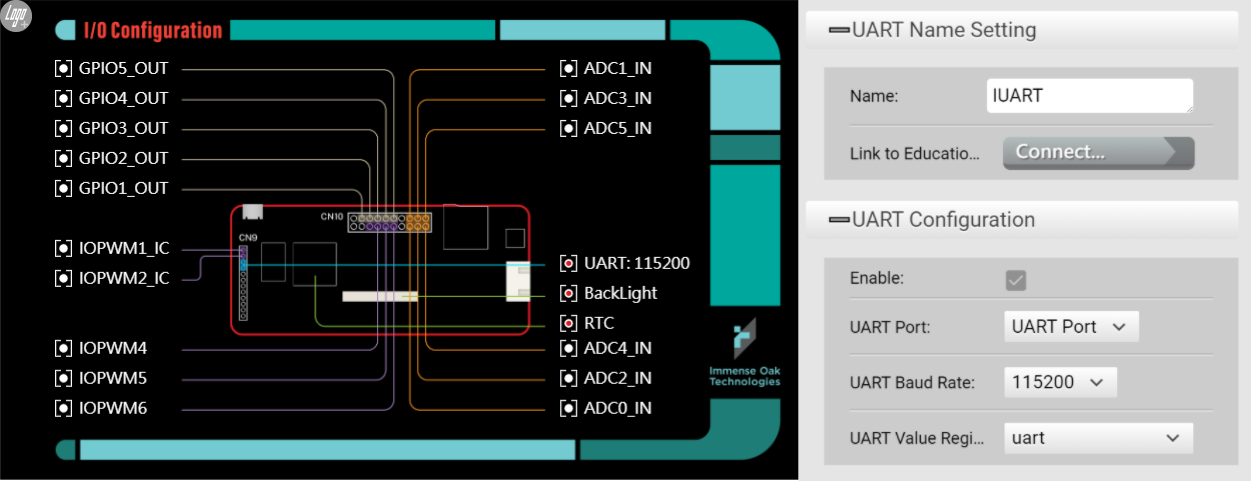 Logo
I/O Configuration
GPIO5_OUT
GPIO4_OUT
GPIO3_OUT
GPIO2_OUT
GPIO1_OUT
IOPWM1_IC
IOPWM2_IC
IOPWM4
IOPWM5
IOPWM6
CN10
CN9
ADC1_IN
ADC3_IN
ADC5_IN
UART: 115200
BackLight
RTC
ADC4_IN
ADC2_IN
ADC0_IN
Immense Oak
Technologies
UART Name Setting
Name: IUART
Link to Educatio... Connect...
UART Configuration
Enable:
UART Port: UART Port
UART Baud Rate: 115200
UART Value Regi... uart